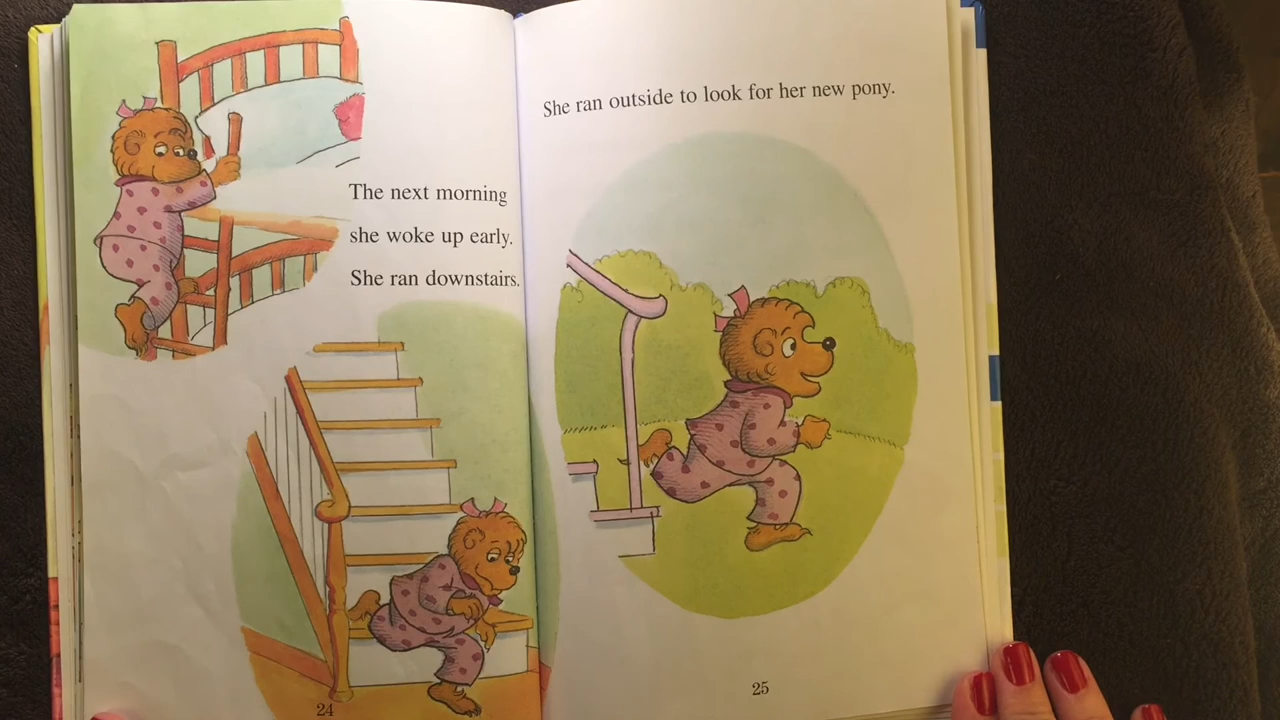 The next morning
she woke up early.
She ran downstairs.
24
She ran outside to look for her new pony.
25